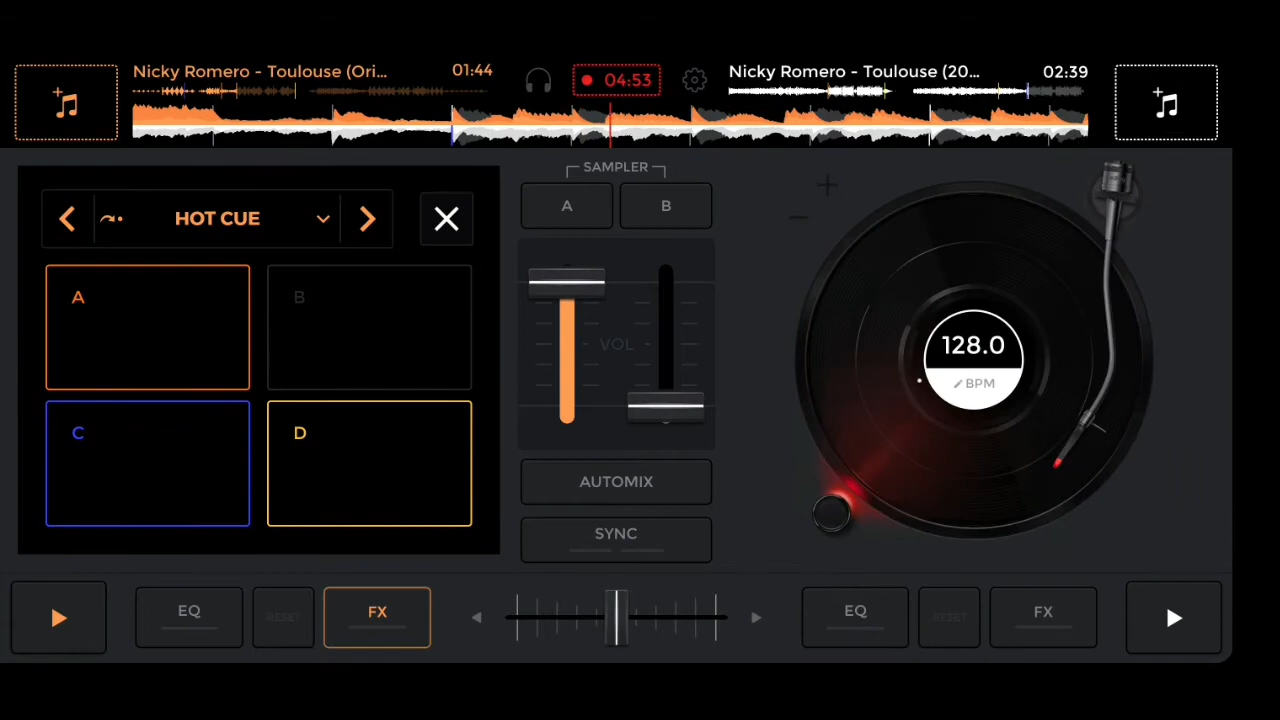 Nicky Romero - Toulouse (Ori...
01:44
04:53
Nicky Romero - Toulouse (20...
02:39
SAMPLER
A
B
HOT CUE
A
B
C
D
VOL
128.0
BPM
AUTOMIX
SYNC
EQ
RESET
FX
EQ
RESET
FX